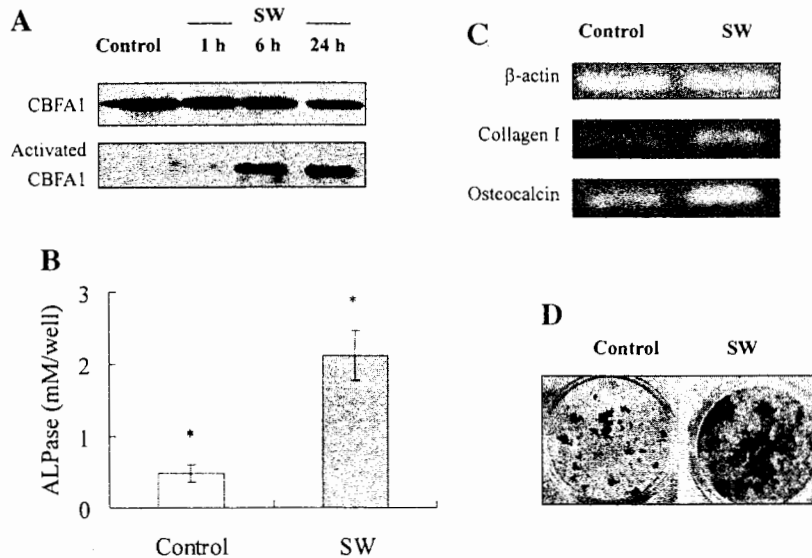 A
SW
Control 1 h 6 h 24 h
CBFA1
Activated
CBFA1
B
ALPase (mM/well)
3
2
1
0
*
*
Control SW
C
Control SW
β-actin
Collagen I
Osteocalcin
D
Control SW